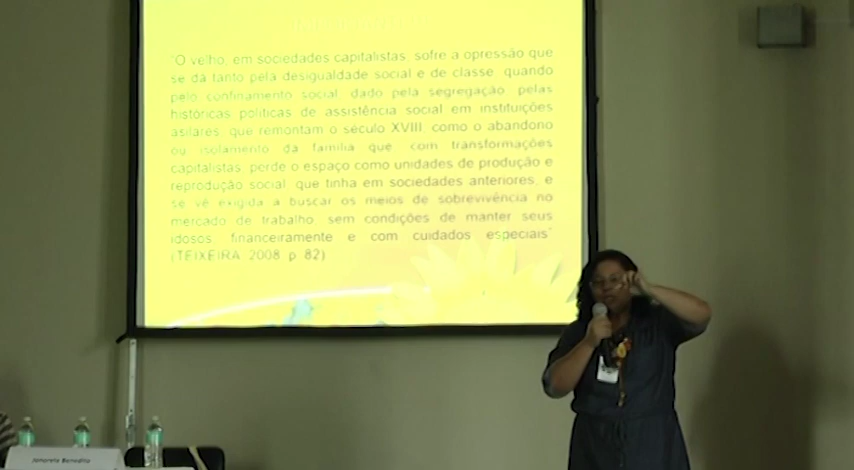 "O velho, em sociedades capitalistas, sofre a opressão que
se dá tanto pela desigualdade social e de classe, quando
pelo confinamento social, dado pela segregação, pelas
históricas políticas de assistência social em instituições
asilares, que remontam o século XVIII, como o abandono
ou isolamento da família que, com transformações
capitalistas, perde o espaço como unidades de produção e
reprodução social, que tinha em sociedades anteriores, e
se vê exigida a buscar os meios de sobrevivência no
mercado de trabalho, sem condições de manter seus
idosos, financeiramente e com cuidados especiais"
(TEIXEIRA, 2008, p. 82)
Benedito